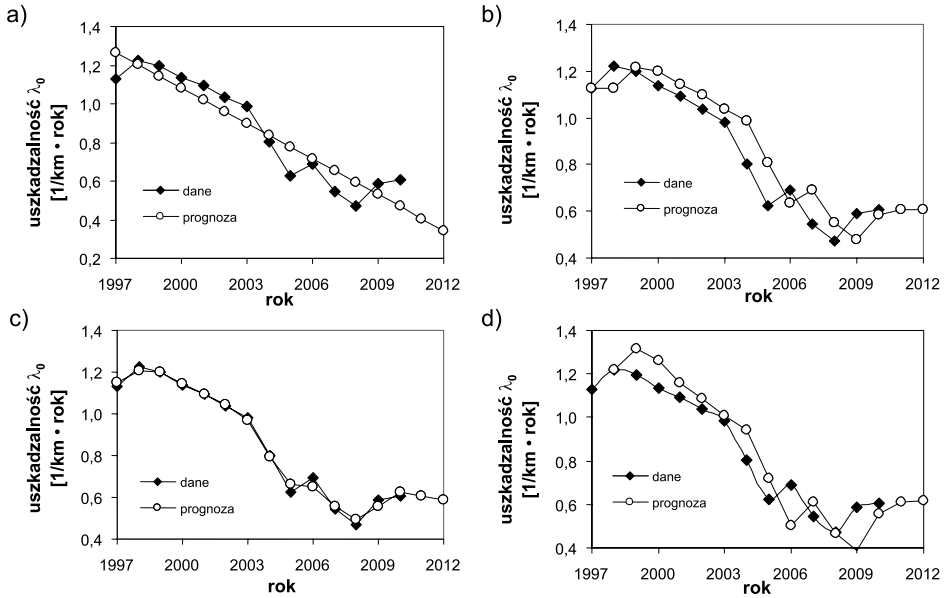 a)
1,4
1,2
1,0
0,8
0,6
0,4
0,2
uszkadzalność λ₀
[1/km • rok]
dane
prognoza
1997 2000 2003 2006 2009 2012
rok
b)
1,4
1,2
1,0
0,8
0,6
0,4
uszkadzalność λ₀
[1/km • rok]
dane
prognoza
1997 2000 2003 2006 2009 2012
rok
c)
1,4
1,2
1,0
0,8
0,6
0,4
uszkadzalność λ₀
[1/km • rok]
dane
prognoza
1997 2000 2003 2006 2009 2012
rok
d)
1,4
1,2
1,0
0,8
0,6
0,4
uszkadzalność λ₀
[1/km • rok]
dane
prognoza
1997 2000 2003 2006 2009 2012
rok